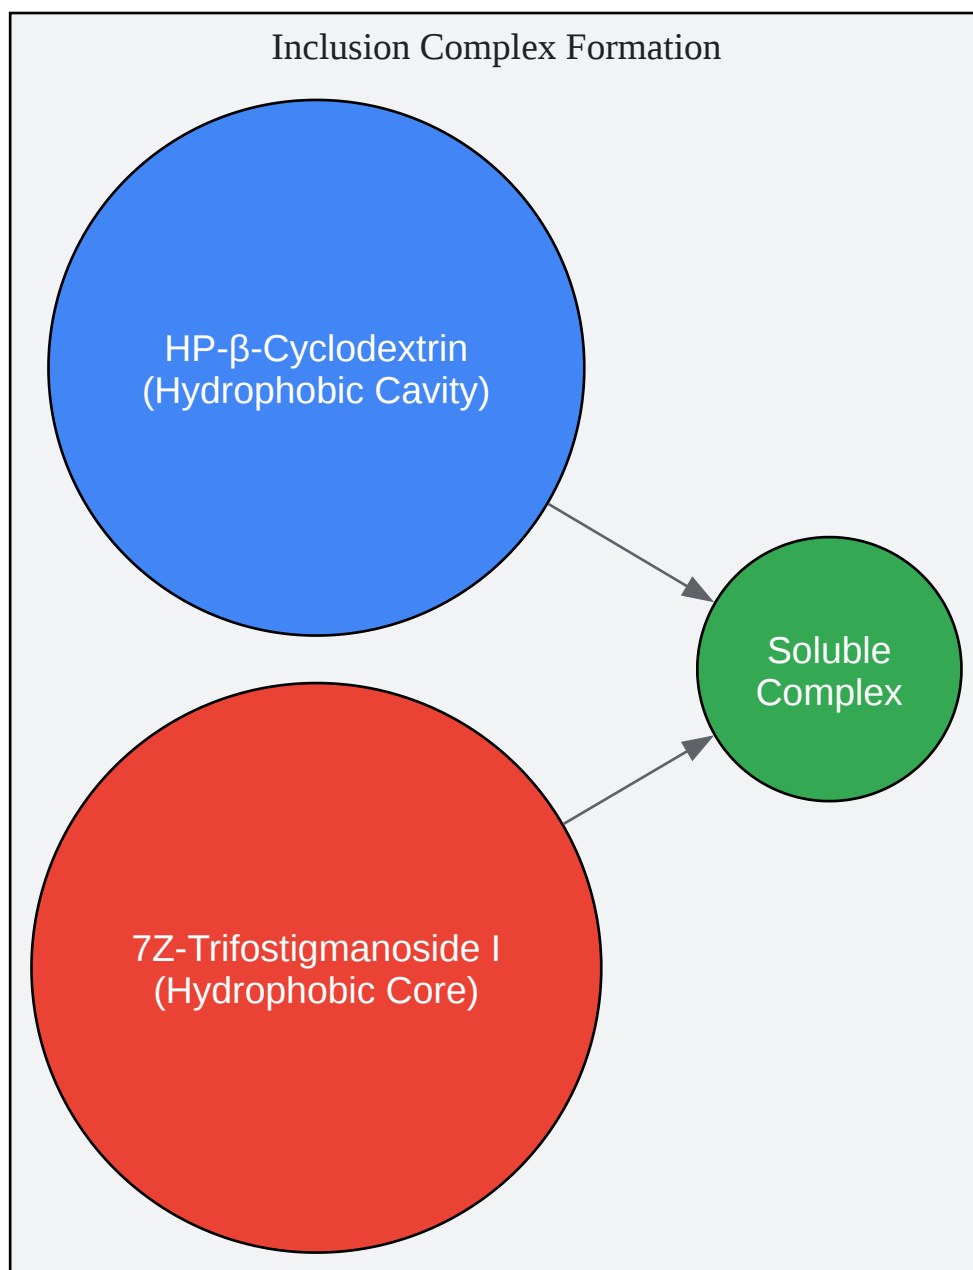 Inclusion Complex Formation
HP-β-Cyclodextrin
(Hydrophobic Cavity)
Soluble
Complex
7Z-Trifostigmanoside I
(Hydrophobic Core)